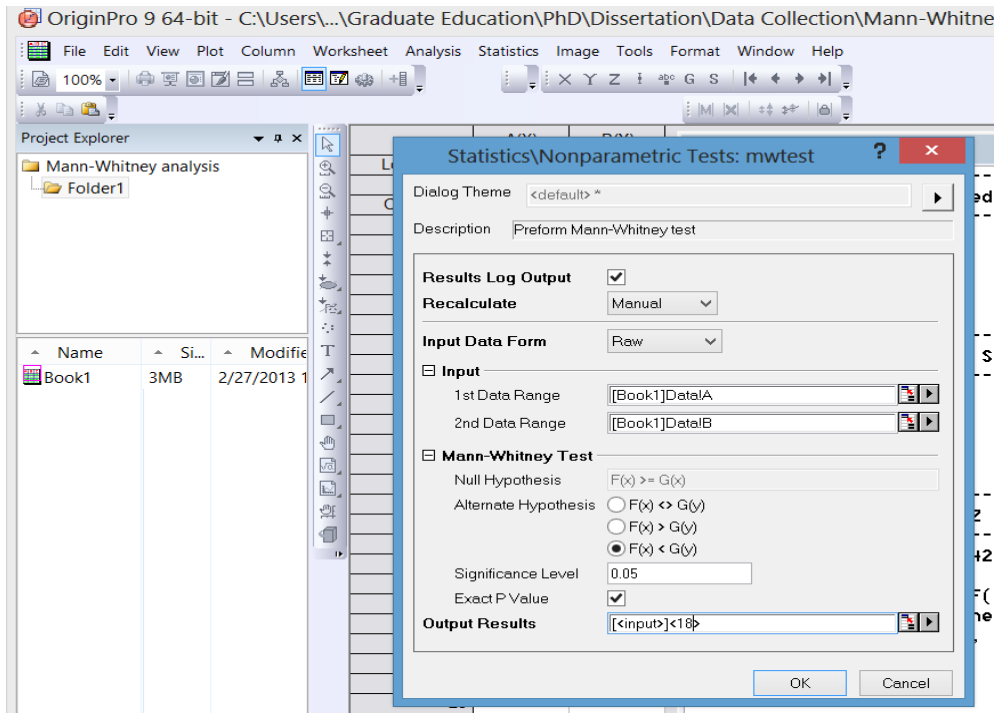 OriginPro 9 64-bit - C:\Users\...\Graduate Education\PhD\Dissertation\Data Collection\Mann-Whitne
File Edit View Plot Column Worksheet Analysis Statistics Image Tools Format Window Help
100%
X Y Z abc G S
Project Explorer
Mann-Whitney analysis
Folder1
Name Si... Modifie
Book1 3MB 2/27/2013 1
Statistics\Nonparametric Tests: mwtest ? ×
Dialog Theme <default> *
Description Preform Mann-Whitney test
Results Log Output
Recalculate Manual
Input Data Form Raw
Input
1st Data Range [Book1]Data!A
2nd Data Range [Book1]Data!B
Mann-Whitney Test
Null Hypothesis F(x) >= G(x)
Alternate Hypothesis F(x) <> G(y)
F(x) > G(y)
F(x) < G(y)
Significance Level 0.05
Exact P Value
Output Results [<input>]<18>
OK Cancel